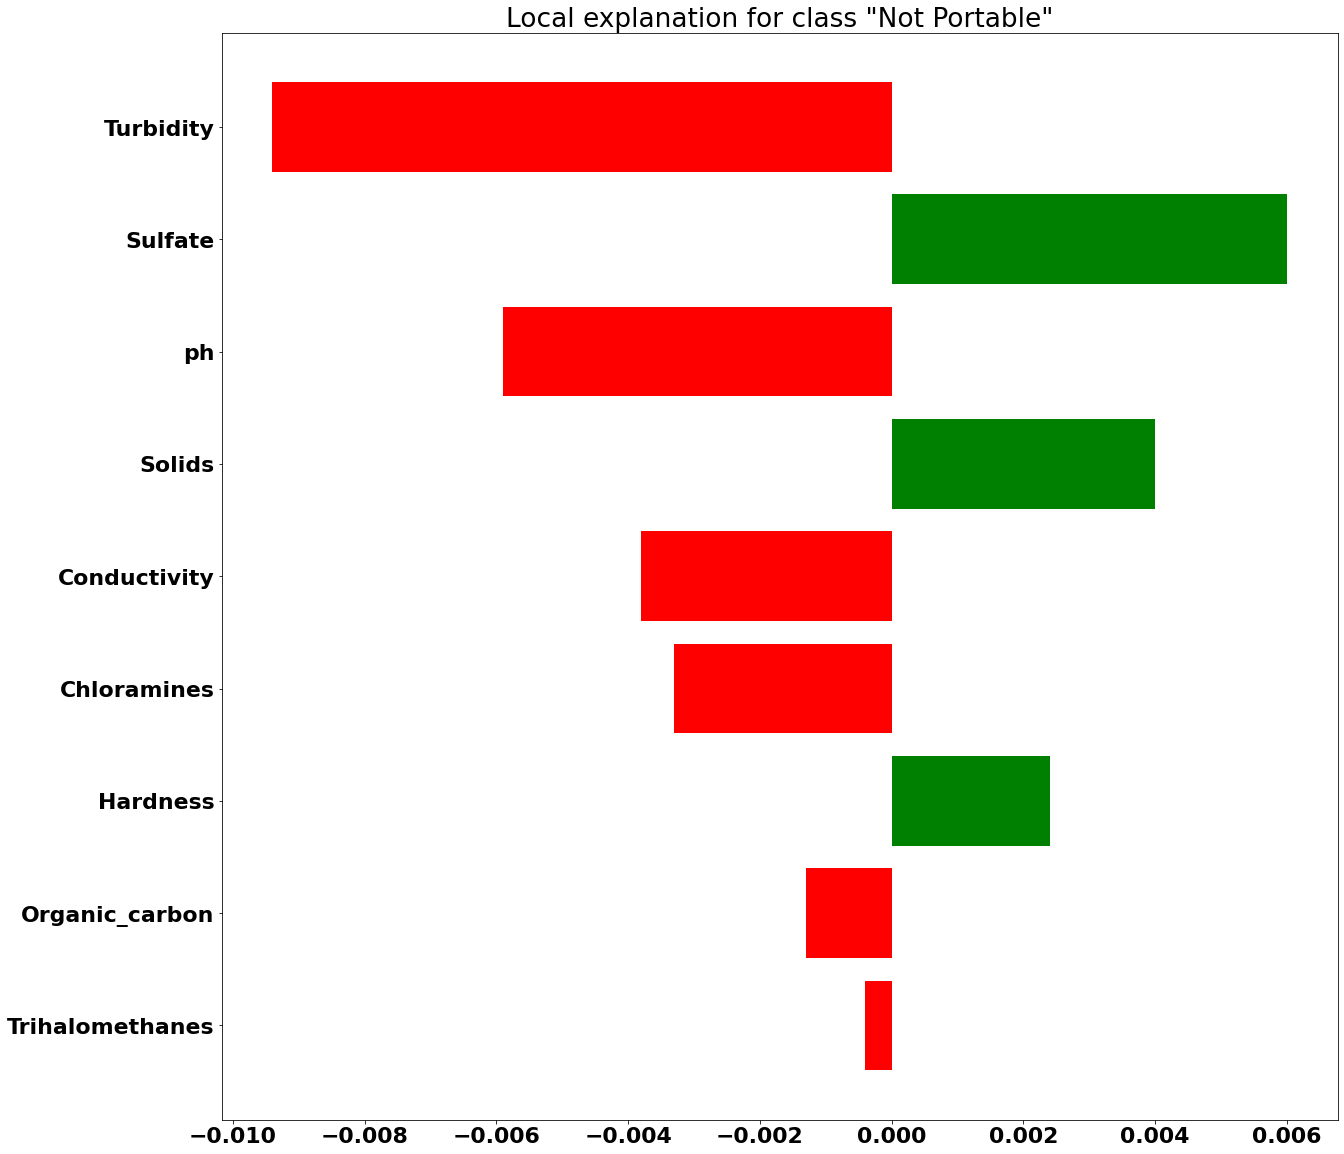 Local explanation for class "Not Portable"
Turbidity
Sulfate
ph
Solids
Conductivity
Chloramines
Hardness
Organic_carbon
Trihalomethanes
−0.010 −0.008 −0.006 −0.004 −0.002 0.000 0.002 0.004 0.006